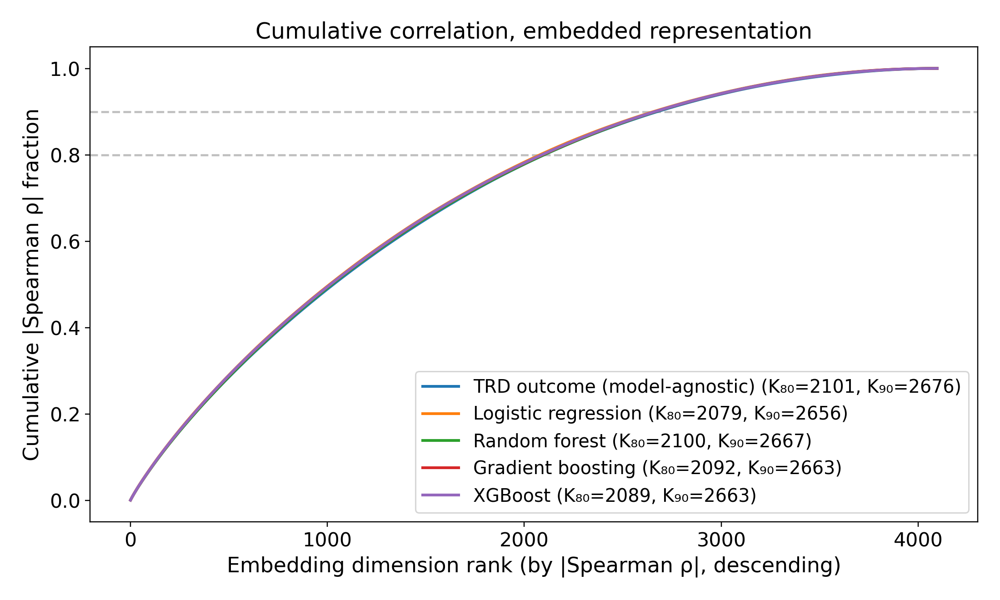 Cumulative correlation, embedded representation
Cumulative |Spearman ρ| fraction
1.0
0.8
0.6
0.4
0.2
0.0
TRD outcome (model-agnostic) (K₈₀=2101, K₉₀=2676)
Logistic regression (K₈₀=2079, K₉₀=2656)
Random forest (K₈₀=2100, K₉₀=2667)
Gradient boosting (K₈₀=2092, K₉₀=2663)
XGBoost (K₈₀=2089, K₉₀=2663)
0 1000 2000 3000 4000
Embedding dimension rank (by |Spearman ρ|, descending)